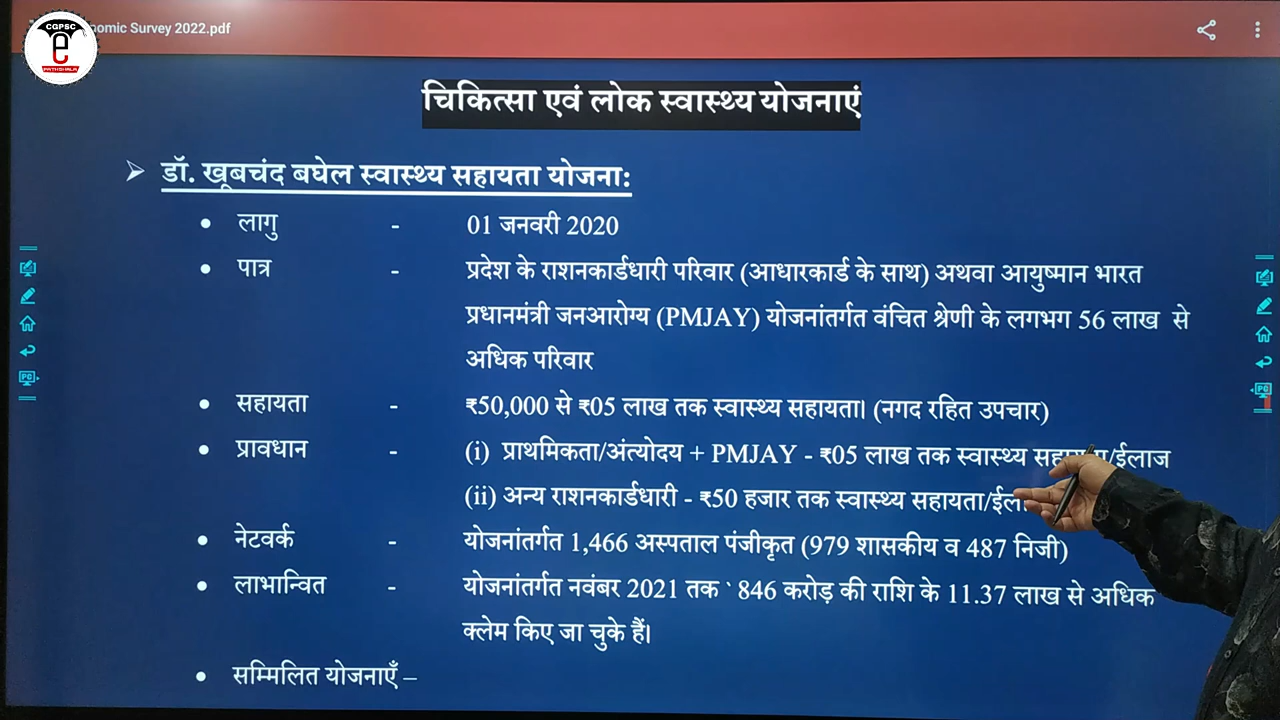 CGPSC
e
PATHSHALA
nomic Survey 2022.pdf
चिकित्सा एवं लोक स्वास्थ्य योजनाएं
➢ डॉ. खूबचंद बघेल स्वास्थ्य सहायता योजना:
• लागु - 01 जनवरी 2020
• पात्र - प्रदेश के राशनकार्डधारी परिवार (आधारकार्ड के साथ) अथवा आयुष्मान भारत
प्रधानमंत्री जनआरोग्य (PMJAY) योजनांतर्गत वंचित श्रेणी के लगभग 56 लाख से
अधिक परिवार
• सहायता - ₹50,000 से ₹05 लाख तक स्वास्थ्य सहायता। (नगद रहित उपचार)
• प्रावधान - (i) प्राथमिकता/अंत्योदय + PMJAY - ₹05 लाख तक स्वास्थ्य /ईलाज
(ii) अन्य राशनकार्डधारी - ₹50 हजार तक स्वास्थ्य सहायता/
• नेटवर्क - योजनांतर्गत 1,466 अस्पताल पंजीकृत (979 शासकीय व 487 निजी)
• लाभान्वित - योजनांतर्गत नवंबर 2021 तक ` 846 करोड़ की राशि के 11.37 लाख से अधिक
क्लेम किए जा चुके हैं।
• सम्मिलित योजनाएँ –
PC
PC